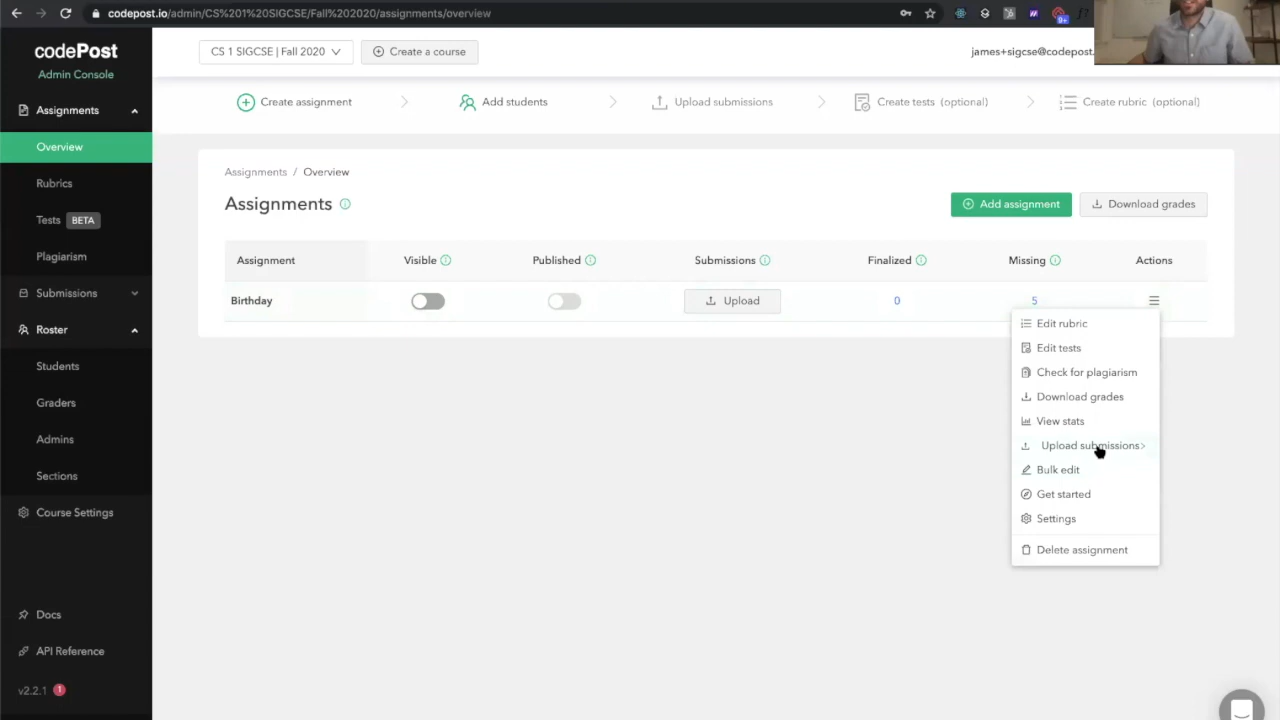 codepost.io/admin/CS%201%20SIGCSE/Fall%202020/assignments/overview
9+
codePost
Admin Console
Assignments
Overview
Rubrics
Tests BETA
Plagiarism
Submissions
Roster
Students
Graders
Admins
Sections
Course Settings
Docs
API Reference
v2.2.1 1
CS 1 SIGCSE | Fall 2020
Create a course
james+sigcse@codepost.
Create assignment
Add students
Upload submissions
Create tests (optional)
Create rubric (optional)
Assignments / Overview
Assignments
Add assignment
Download grades
Assignment Visible Published Submissions Finalized Missing Actions
Birthday Upload 0 5
Edit rubric
Edit tests
Check for plagiarism
Download grades
View stats
Upload submissions>
Bulk edit
Get started
Settings
Delete assignment